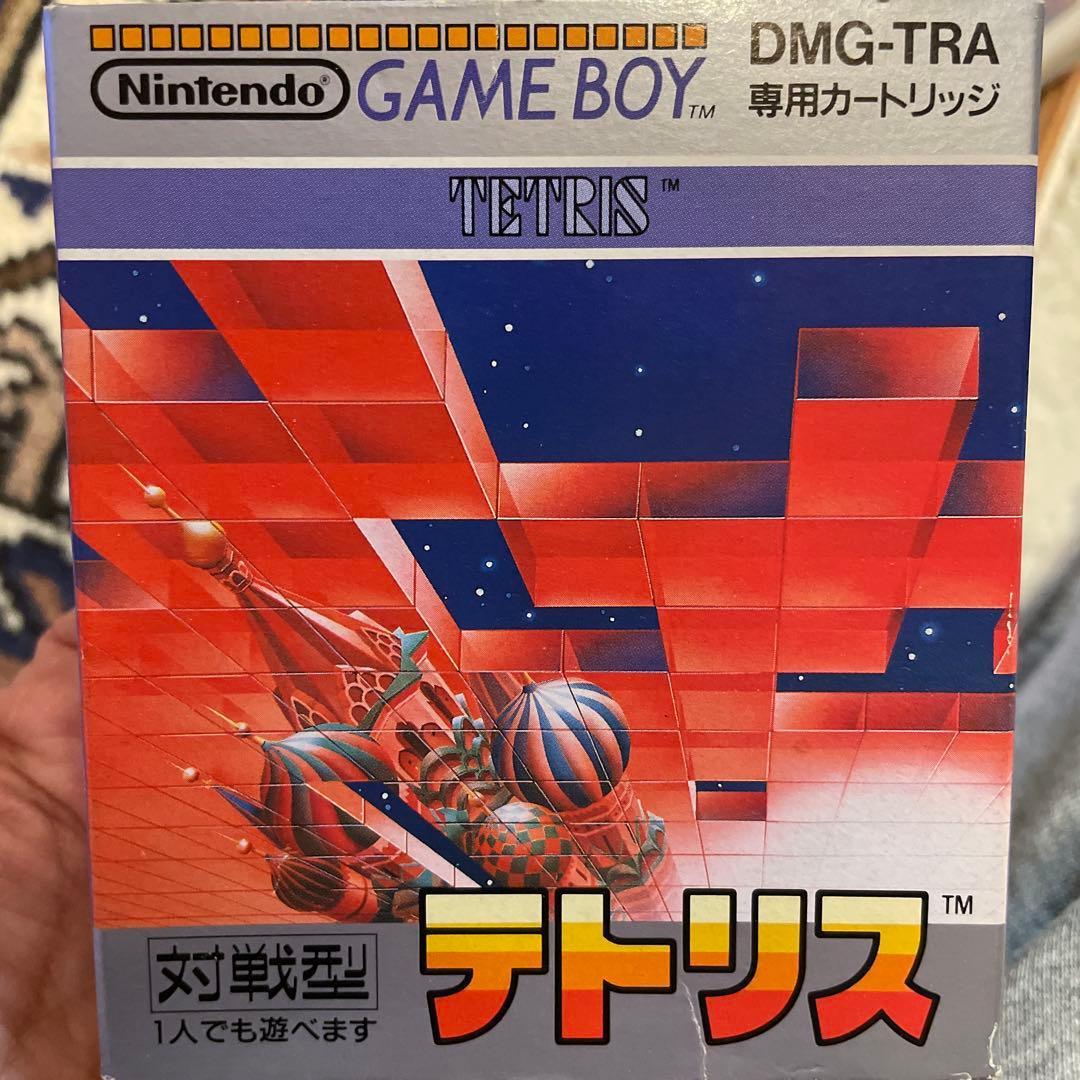 DMG-TRA
Nintendo® GAME BOY™
専用カートリッジ
TETRIS™
テトリス™
対戦型
1人でも遊べます